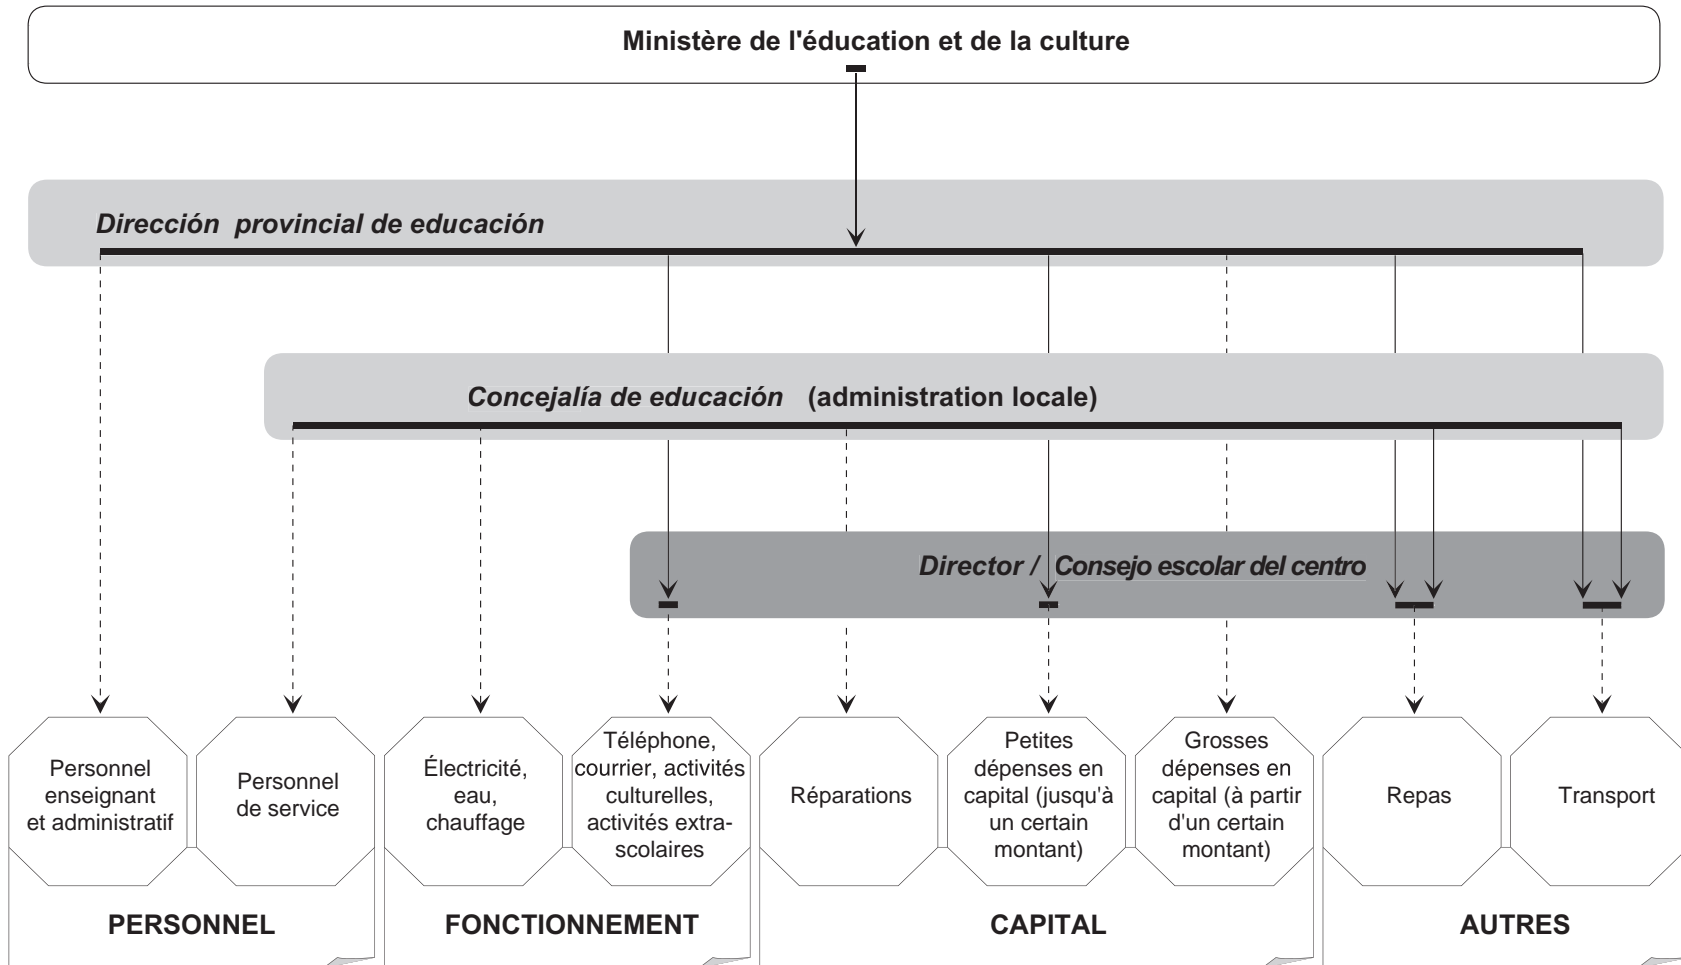 Ministère de l'éducation et de la culture
Dirección provincial de educación
Concejalía de educación (administration locale)
Director / Consejo escolar del centro
Personnel
enseignant
et administratif
Personnel
de service
Électricité,
eau,
chauffage
Téléphone,
courrier, activités
culturelles,
activités extra-
scolaires
Réparations
Petites
dépenses en
capital (jusqu'à
un certain
montant)
Grosses
dépenses en
capital (à partir
d'un certain
montant)
Repas
Transport
PERSONNEL
FONCTIONNEMENT
CAPITAL
AUTRES